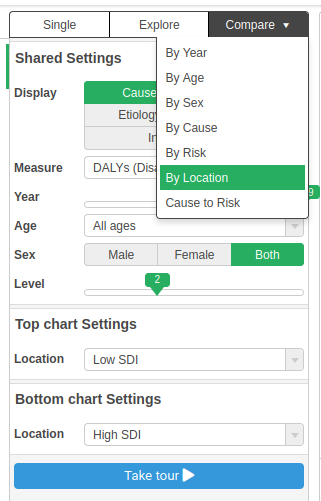 Single Explore Compare
Shared Settings
By Year
By Age
By Sex
By Cause
By Risk
By Location
Cause to Risk
Display Cause
Etiology
In
Measure DALYs (Disa
Year 9
Age All ages
Sex Male Female Both
Level 2
Top chart Settings
Location Low SDI
Bottom chart Settings
Location High SDI
Take tour